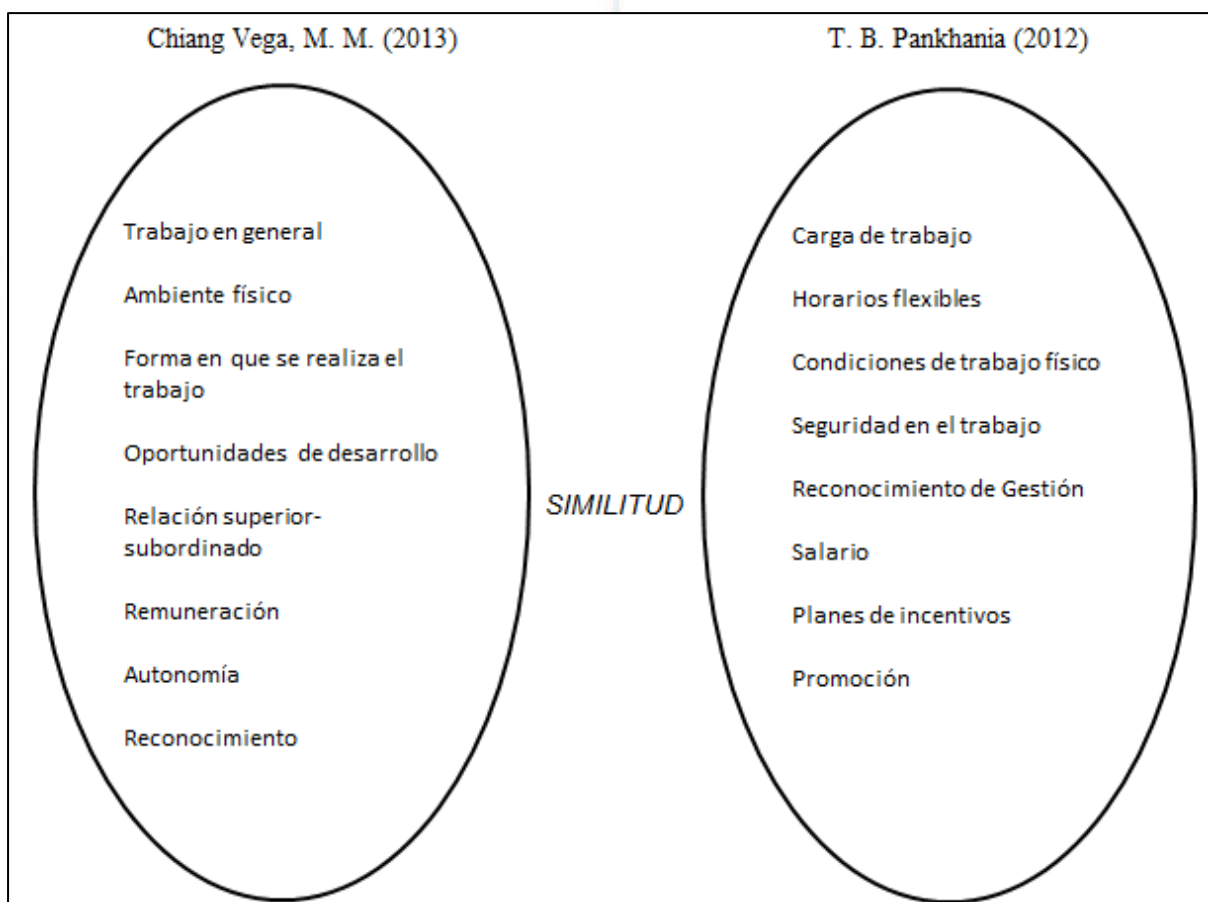 Chiang Vega, M. M. (2013)
Trabajo en general
Ambiente físico
Forma en que se realiza el
trabajo
Oportunidades de desarrollo
Relación superior-
subordinado
Remuneración
Autonomía
Reconocimiento
SIMILITUD
T. B. Pankhania (2012)
Carga de trabajo
Horarios flexibles
Condiciones de trabajo físico
Seguridad en el trabajo
Reconocimiento de Gestión
Salario
Planes de incentivos
Promoción